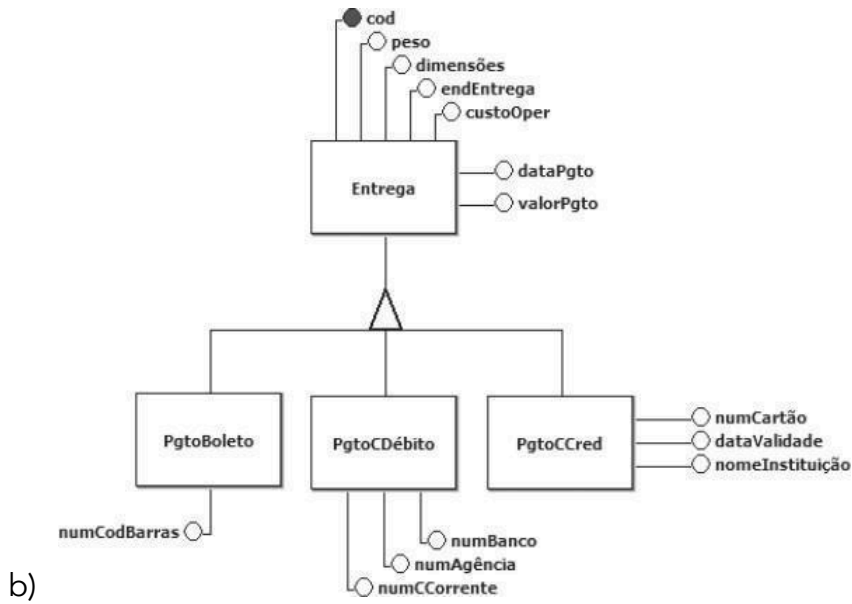 cod
peso
dimensões
endEntrega
custoOper
Entrega
dataPgto
valorPgto
PgtoBoleto
PgtoCDébito
PgtoCCred
numCartão
dataValidade
nomeInstituição
numCodBarras
numBanco
numAgência
numCCorrente
b)